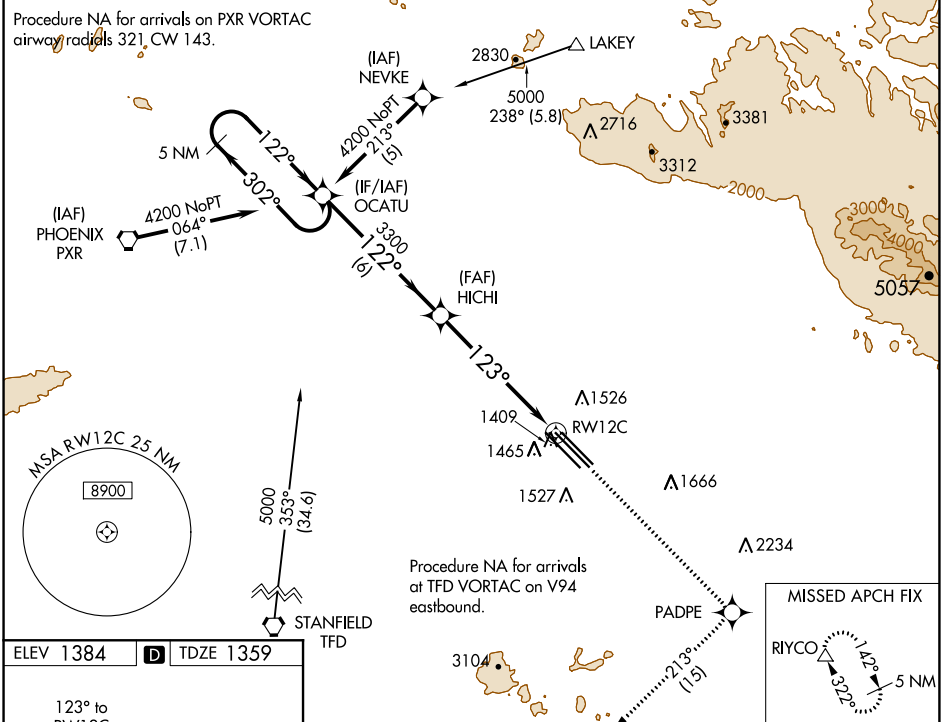 Procedure NA for arrivals on PXR VORTAC
airway radials 321 CW 143.
(IAF)
NEVKE
2830
LAKEY
5000
238° (5.8)
2716
3381
3312
2000
3000
4000
5057
4200 NoPT
213°
(5)
5 NM
122°
302°
(IF/IAF)
OCATU
(IAF)
PHOENIX
PXR
4200 NoPT
064°
(7.1)
3300
122°
(6)
(FAF)
HICHI
123°
1526
1409
RW12C
1465
1527
1666
2234
MSA RW12C 25 NM
8900
5000
353°
(34.6)
Procedure NA for arrivals
at TFD VORTAC on V94
eastbound.
STANFIELD
TFD
PADPE
213°
(15)
3104
MISSED APCH FIX
RIYCO
142°
322°
5 NM
ELEV 1384 D TDZE 1359
123° to